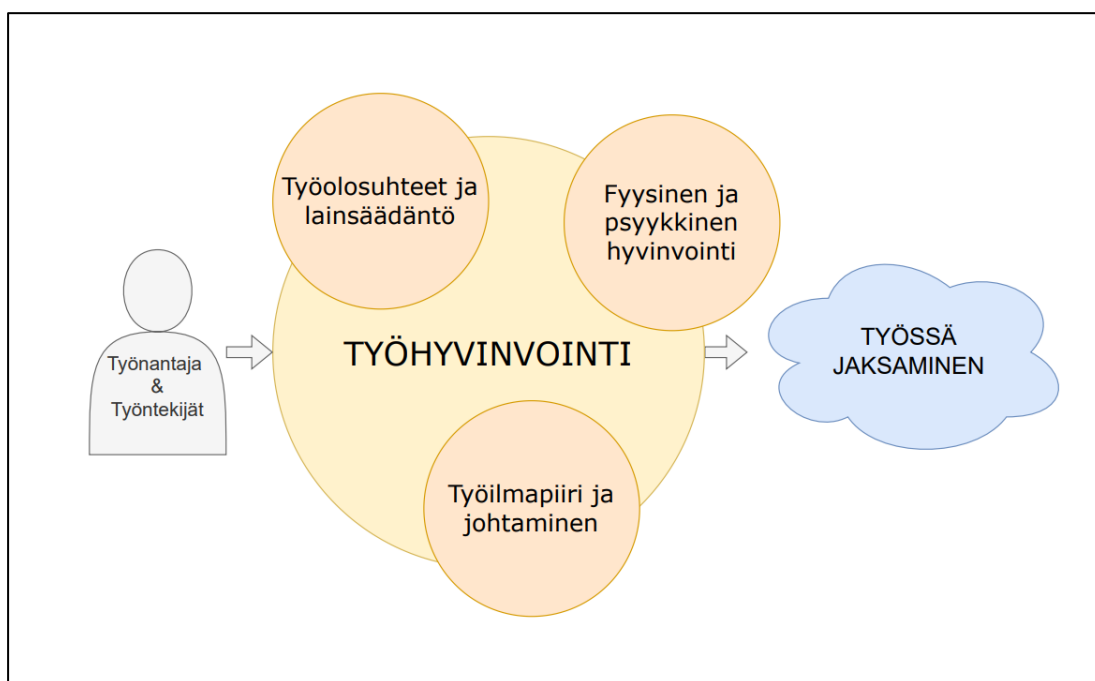 Työolosuhteet ja
lainsäädäntö
Fyysinen ja
psyykkinen
hyvinvointi
Työnantaja
&
Työntekijät
TYÖHYVINVOINTI
TYÖSSÄ
JAKSAMINEN
Työilmapiiri ja
johtaminen